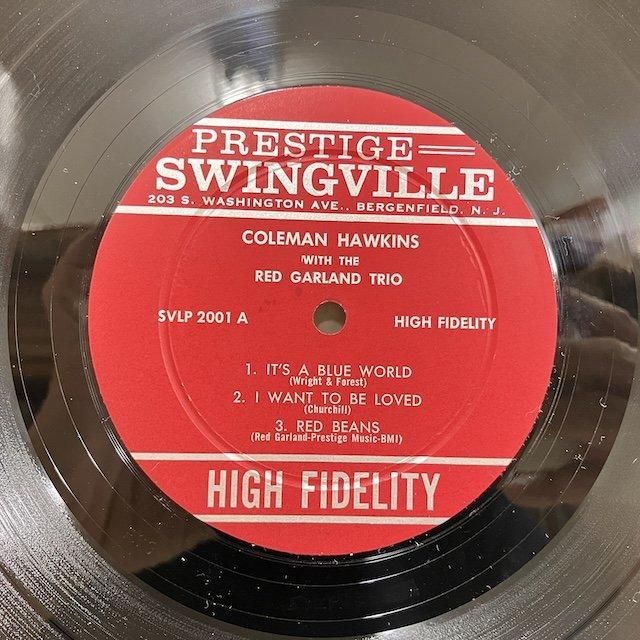 PRESTIGE
SWINGVILLE
203 S. WASHINGTON AVE., BERGENFIELD, N. J.
COLEMAN HAWKINS
WITH THE
RED GARLAND TRIO
SVLP 2001 A HIGH FIDELITY
1. IT'S A BLUE WORLD
(Wright & Forest)
2. I WANT TO BE LOVED
(Churchill)
3. RED BEANS
(Red Garland-Prestige Music-BMI)
HIGH FIDELITY